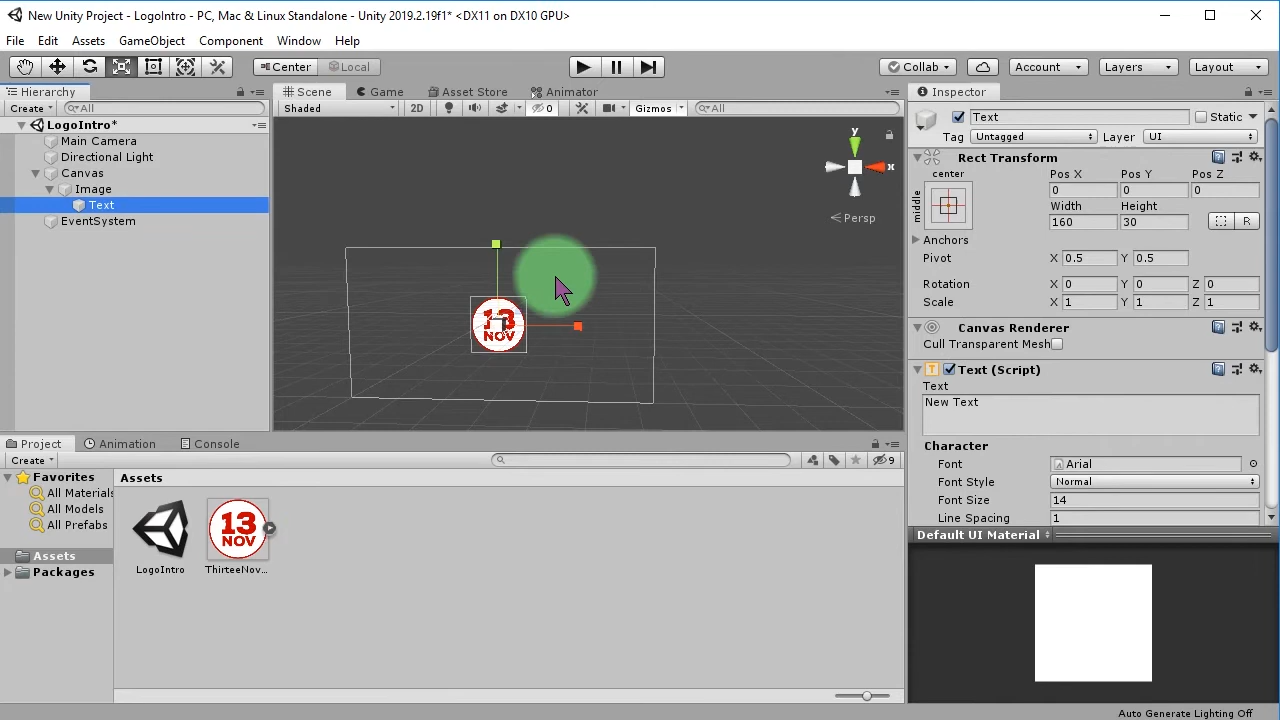 New Unity Project - LogoIntro - PC, Mac & Linux Standalone - Unity 2019.2.19f1* <DX11 on DX10 GPU>
File Edit Assets GameObject Component Window Help
Center Local Collab Account Layers Layout
Hierarchy
Create All
LogoIntro*
Main Camera
Directional Light
Canvas
Image
Text
EventSystem
Scene Game Asset Store Animator
Shaded 2D 0 Gizmos All
y
x
Persp
13
NOV
Inspector
Text Static
Tag Untagged Layer UI
Rect Transform
center Pos X Pos Y Pos Z
middle 0 0 0
Width Height
160 30 R
Anchors
Pivot X 0.5 Y 0.5
Rotation X 0 Y 0 Z 0
Scale X 1 Y 1 Z 1
Canvas Renderer
Cull Transparent Mesh
T Text (Script)
Text
New Text
Character
Font Arial
Font Style Normal
Font Size 14
Line Spacing 1
Default UI Material
Project Animation Console
Create 9
Favorites
All Materials
All Models
All Prefabs
Assets
Packages
Assets
13
NOV
LogoIntro ThirteeNov...
Auto Generate Lighting Off